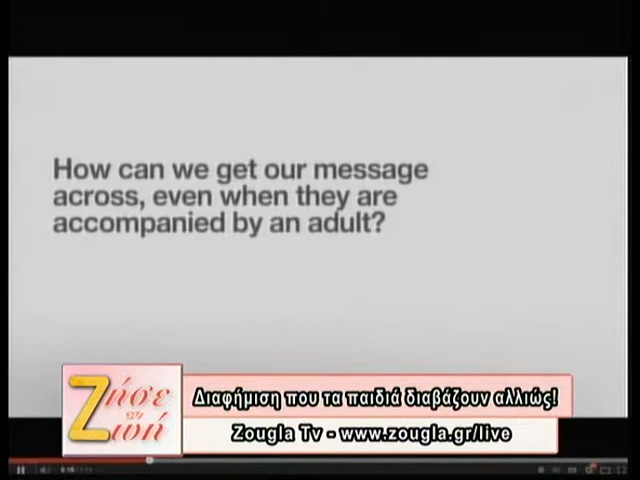 How can we get our message
across, even when they are
accompanied by an adult?
Ζήσε
τη
Ζωή
Διαφήμιση που τα παιδιά διαβάζουν αλλιώς!
Zougla Tv - www.zougla.gr/live